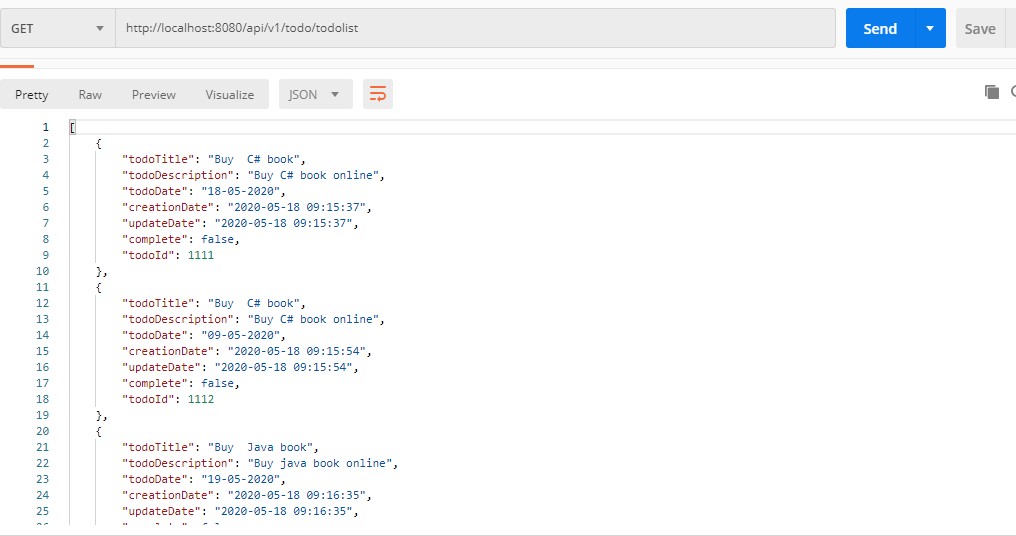 GET http://localhost:8080/api/v1/todo/todolist Send Save
Pretty Raw Preview Visualize JSON
1 [
2 {
3 "todoTitle": "Buy  C# book",
4 "todoDescription": "Buy C# book online",
5 "todoDate": "18-05-2020",
6 "creationDate": "2020-05-18 09:15:37",
7 "updateDate": "2020-05-18 09:15:37",
8 "complete": false,
9 "todoId": 1111
10 },
11 {
12 "todoTitle": "Buy  C# book",
13 "todoDescription": "Buy C# book online",
14 "todoDate": "09-05-2020",
15 "creationDate": "2020-05-18 09:15:54",
16 "updateDate": "2020-05-18 09:15:54",
17 "complete": false,
18 "todoId": 1112
19 },
20 {
21 "todoTitle": "Buy  Java book",
22 "todoDescription": "Buy java book online",
23 "todoDate": "19-05-2020",
24 "creationDate": "2020-05-18 09:16:35",
25 "updateDate": "2020-05-18 09:16:35",